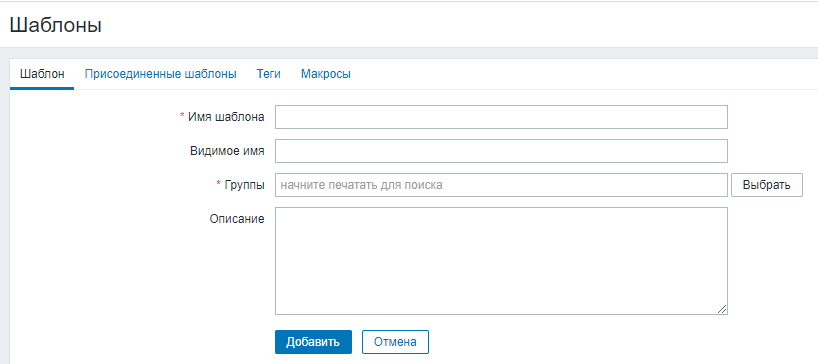 Шаблоны
Шаблон Присоединенные шаблоны Теги Макросы
* Имя шаблона
Видимое имя
* Группы начните печатать для поиска Выбрать
Описание
Добавить Отмена